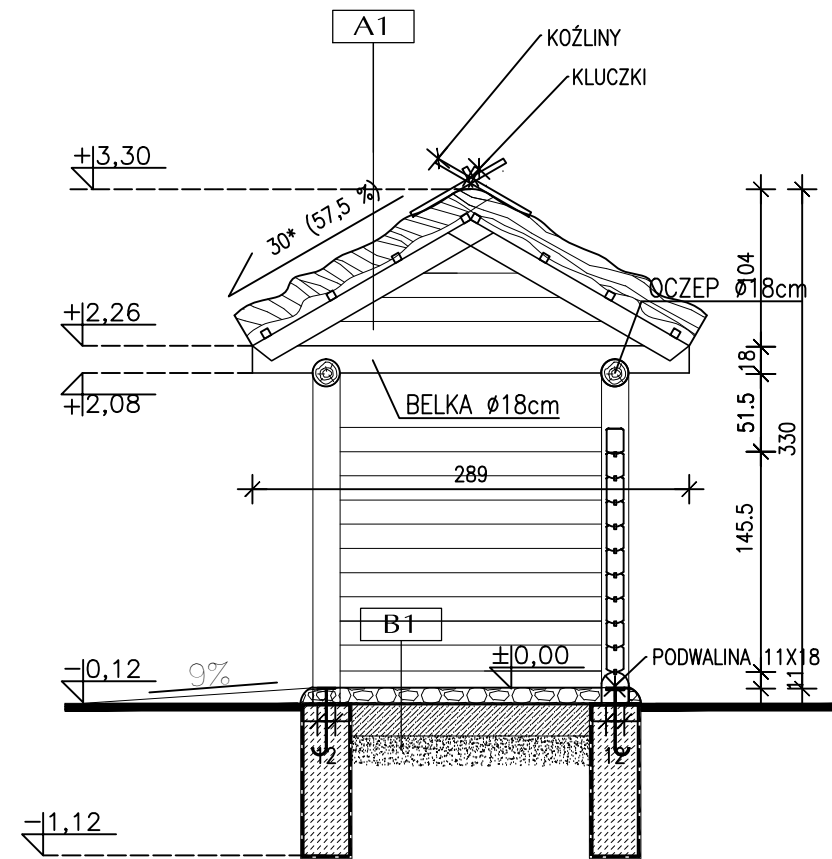 A1
KOŹLINY
KLUCZKI
+3,30
30* (57,5 %)
104
OCZEP ø18cm
+2,26
18
+2,08
BELKA ø18cm
51.5
330
289
145.5
B1
±0,00
PODWALINA 11X18
11
-0,12
9%
12
12
-1,12